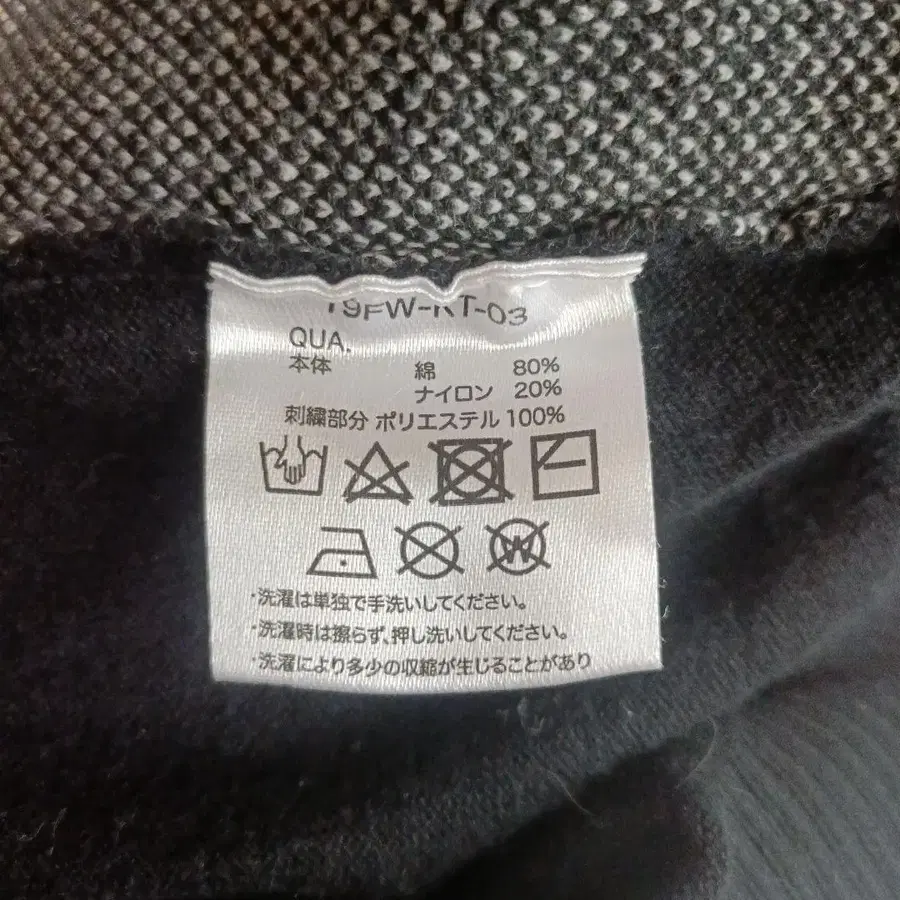 19FW-KT-03
QUA.
本体 綿 80%
ナイロン 20%
刺繍部分 ポリエステル 100%
W
・洗濯は単独で手洗いしてください。
・洗濯時は擦らず、押し洗いしてください。
・洗濯により多少の収縮が生じることがあり